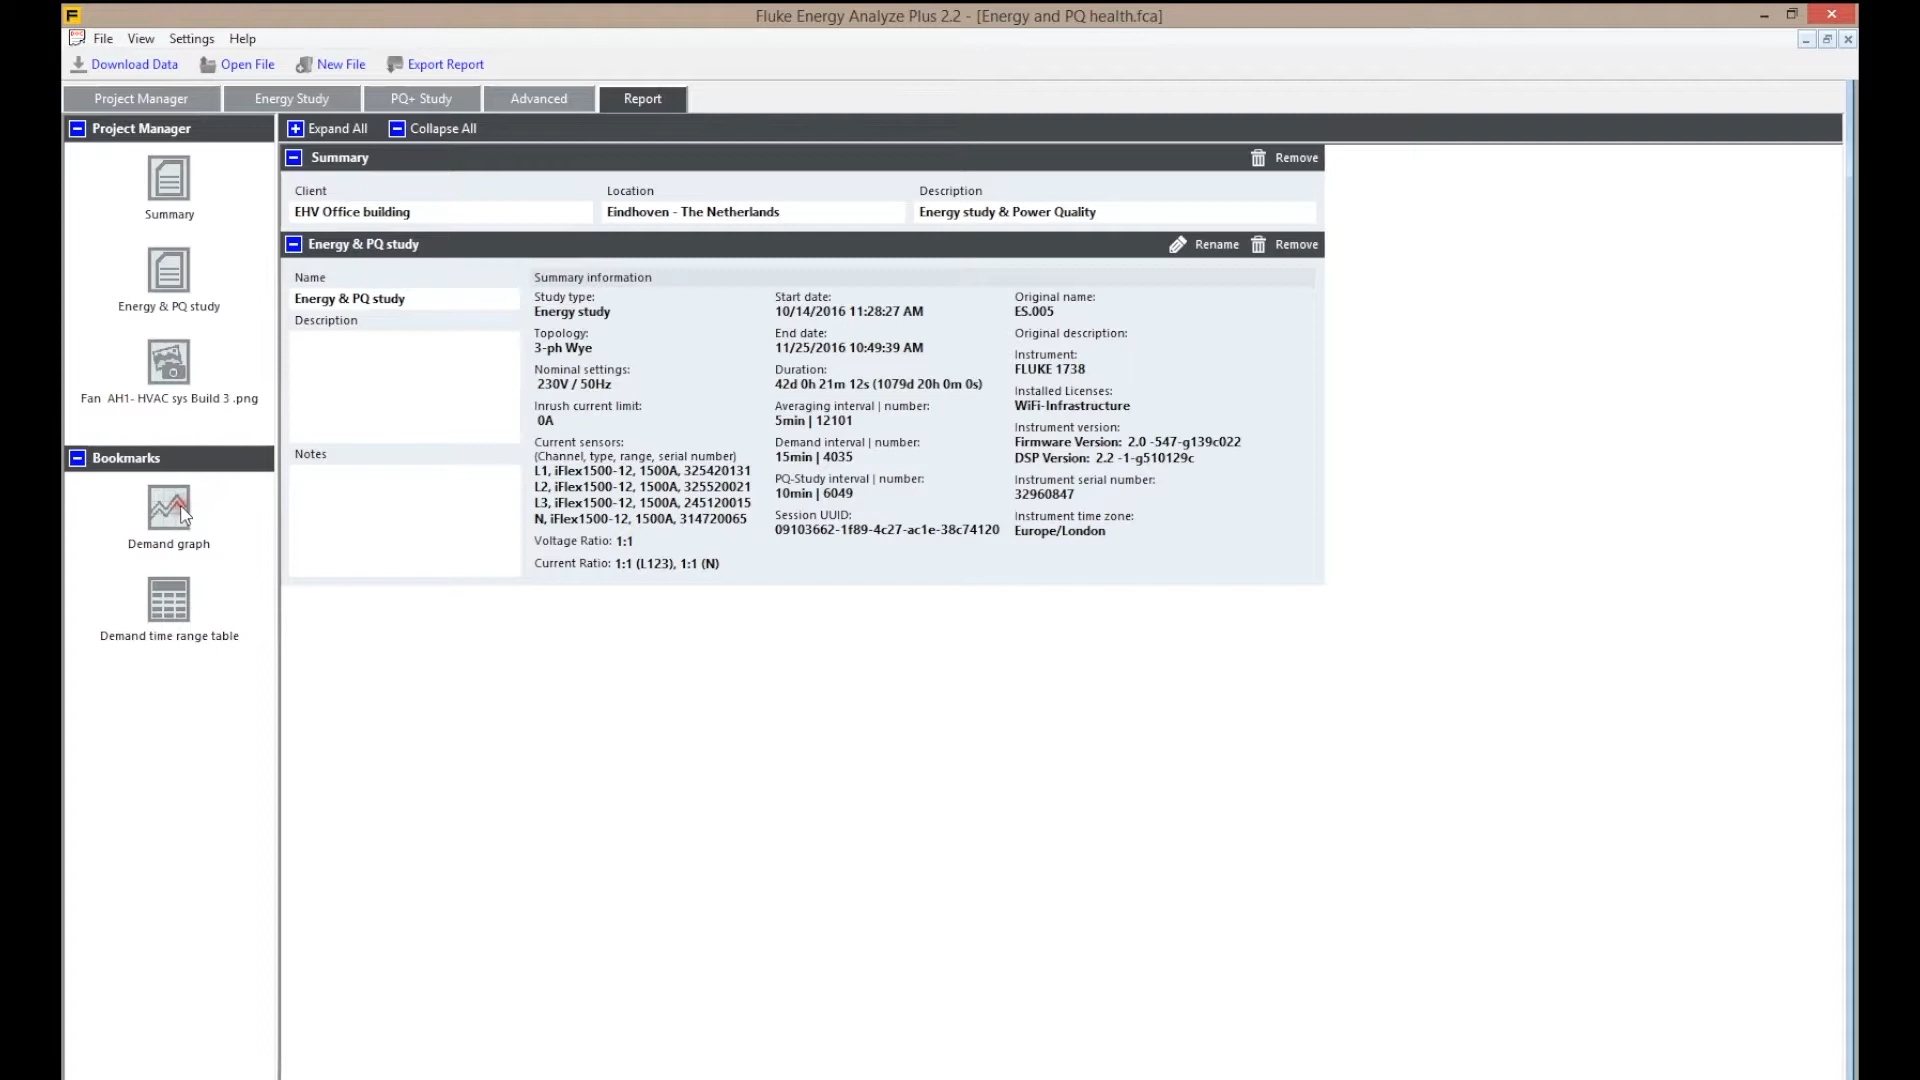 Fluke Energy Analyze Plus 2.2 - [Energy and PQ health.fca]
File View Settings Help
Download Data Open File New File Export Report
Project Manager Energy Study PQ+ Study Advanced Report
Project Manager
Summary
Energy & PQ study
Fan AH1- HVAC sys Build 3 .png
Bookmarks
Demand graph
Demand time range table
Expand All Collapse All
Summary Remove
Client Location Description
EHV Office building Eindhoven - The Netherlands Energy study & Power Quality
Energy & PQ study Rename Remove
Name
Energy & PQ study
Description
Notes
Summary information
Study type:
Energy study
Topology:
3-ph Wye
Nominal settings:
230V / 50Hz
Inrush current limit:
0A
Current sensors:
(Channel, type, range, serial number)
L1, iFlex1500-12, 1500A, 325420131
L2, iFlex1500-12, 1500A, 325520021
L3, iFlex1500-12, 1500A, 245120015
N, iFlex1500-12, 1500A, 314720065
Voltage Ratio: 1:1
Current Ratio: 1:1 (L123), 1:1 (N)
Start date:
10/14/2016 11:28:27 AM
End date:
11/25/2016 10:49:39 AM
Duration:
42d 0h 21m 12s (1079d 20h 0m 0s)
Averaging interval | number:
5min | 12101
Demand interval | number:
15min | 4035
PQ-Study interval | number:
10min | 6049
Session UUID:
09103662-1f89-4c27-ac1e-38c74120
Original name:
ES.005
Original description:
Instrument:
FLUKE 1738
Installed Licenses:
WiFi-Infrastructure
Instrument version:
Firmware Version: 2.0 -547-g139c022
DSP Version: 2.2 -1-g510129c
Instrument serial number:
32960847
Instrument time zone:
Europe/London